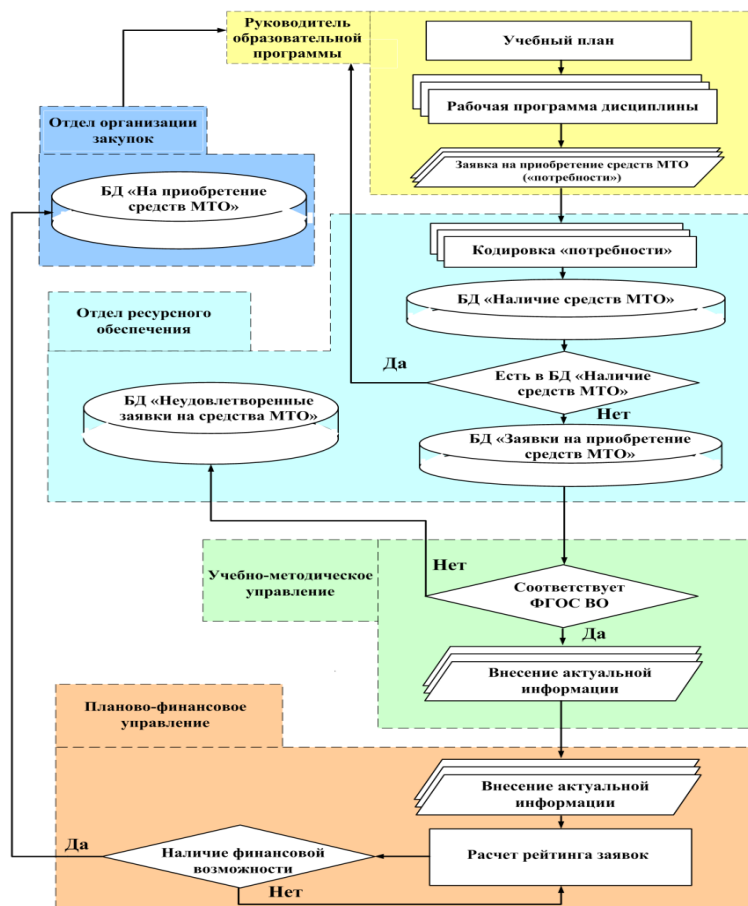 Руководитель
образовательной
программы
Учебный план
Рабочая программа дисциплины
Заявка на приобретение средств МТО
(«потребности»)
Отдел организации
закупок
БД «На приобретение
средств МТО»
Кодировка «потребности»
БД «Наличие средств МТО»
Отдел ресурсного
обеспечения
Да
Есть в БД «Наличие
средств МТО»
Нет
БД «Неудовлетворенные
заявки на средства МТО»
БД «Заявки на приобретение
средств МТО»
Учебно-методическое
управление
Нет
Соответствует
ФГОС ВО
Да
Внесение актуальной
информации
Планово-финансовое
управление
Внесение актуальной
информации
Да
Наличие финансовой
возможности
Расчет рейтинга заявок
Нет